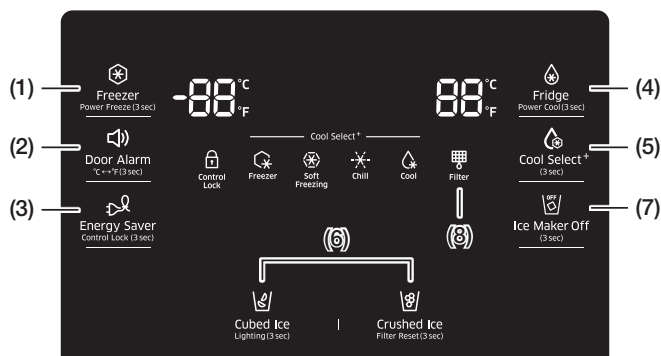 (1)
Freezer
Power Freeze (3 sec)
-88 °C °F
88 °C °F
Fridge
Power Cool (3 sec)
(4)
(2)
Door Alarm
°C ↔ °F (3 sec)
Cool Select+
Control Lock
Freezer
Soft Freezing
Chill
Cool
Filter
Cool Select+
(3 sec)
(5)
(3)
Energy Saver
Control Lock (3 sec)
(6)
(8)
OFF
Ice Maker Off
(3 sec)
(7)
Cubed Ice
Lighting (3 sec)
|
Crushed Ice
Filter Reset (3 sec)